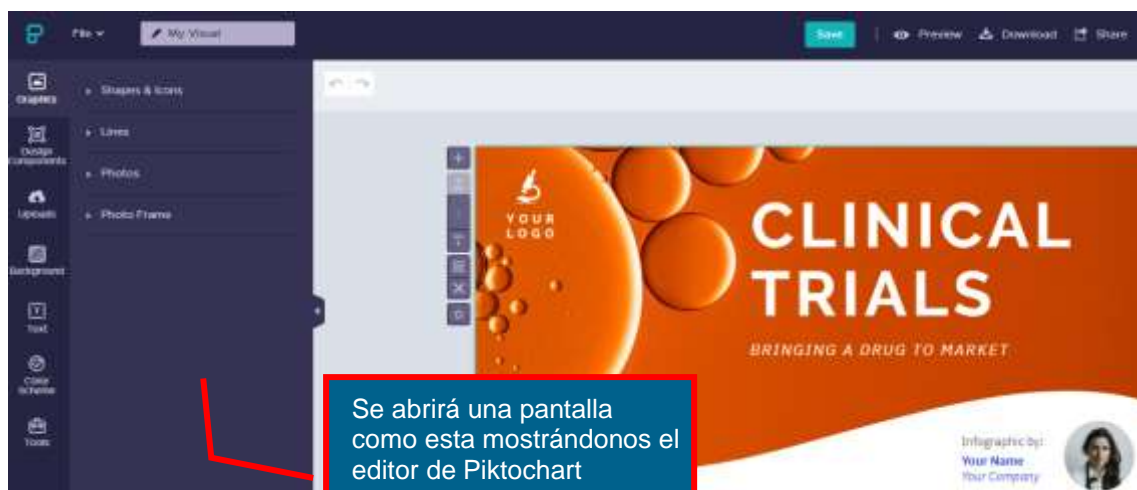 File
My Visual
Save
Preview
Download
Share
Graphics
Shapes & Icons
Design
Components
Lines
Photos
Uploads
Photo Frame
Background
Text
Color
Scheme
Tools
YOUR
LOGO
CLINICAL
TRIALS
BRINGING A DRUG TO MARKET
Se abrirá una pantalla
como esta mostrándonos el
editor de Piktochart
Infographic by:
Your Name
Your Company